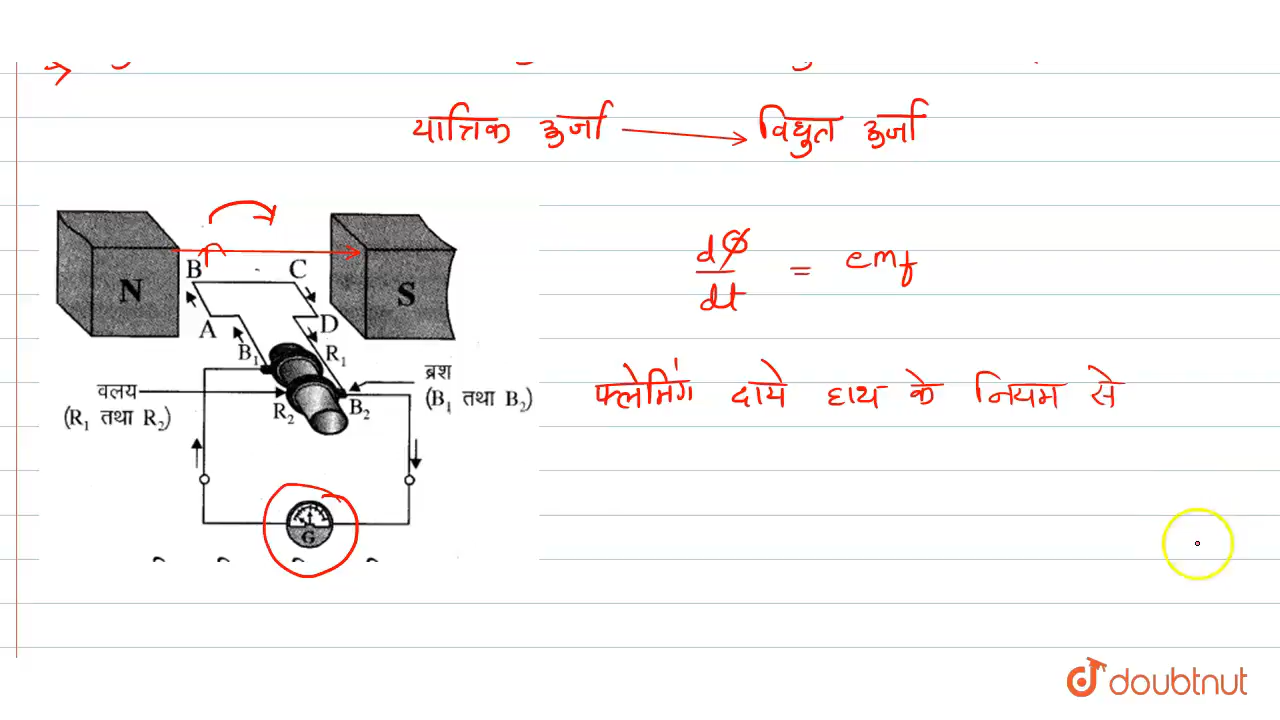 यान्त्रिक ऊर्जा → विधुत ऊर्जा
N
S
B
C
A
D
B₁
R₁
वलय
(R₁ तथा R₂)
R₂
B₂
ब्रश
(B₁ तथा B₂)
G
dφ/dt = emf
फ्लेमिंग दाये हाथ के नियम से
doubtnut